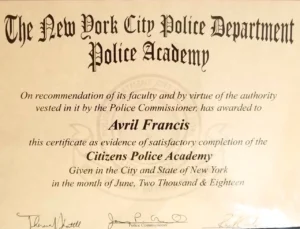 The New York City Police Department
Police Academy
On recommendation of its faculty and by virtue of the authority
vested in it by the Police Commissioner, has awarded to
Avril Francis
this certificate as evidence of satisfactory completion of the
Citizens Police Academy
Given in the City and State of New York
in the month of June, Two Thousand & Eighteen